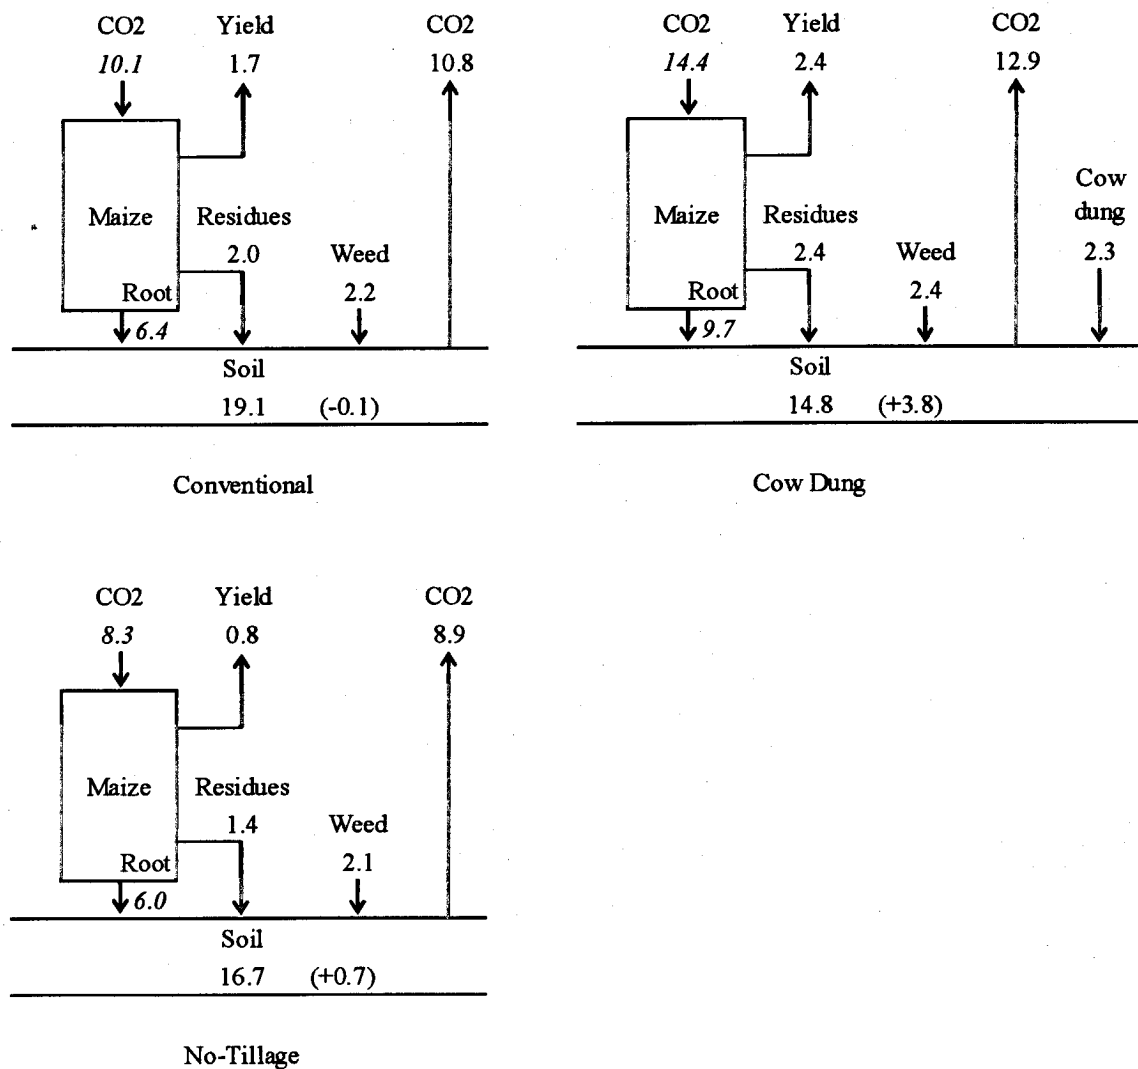 CO2 Yield CO2
10.1 1.7 10.8
Maize Residues
2.0 Weed
Root 2.2
6.4
Soil
19.1 (-0.1)
Conventional
CO2 Yield CO2
14.4 2.4 12.9
Cow
dung
Maize Residues
2.4 Weed 2.3
Root 2.4
9.7
Soil
14.8 (+3.8)
Cow Dung
CO2 Yield CO2
8.3 0.8 8.9
Maize Residues
1.4 Weed
Root 2.1
6.0
Soil
16.7 (+0.7)
No-Tillage